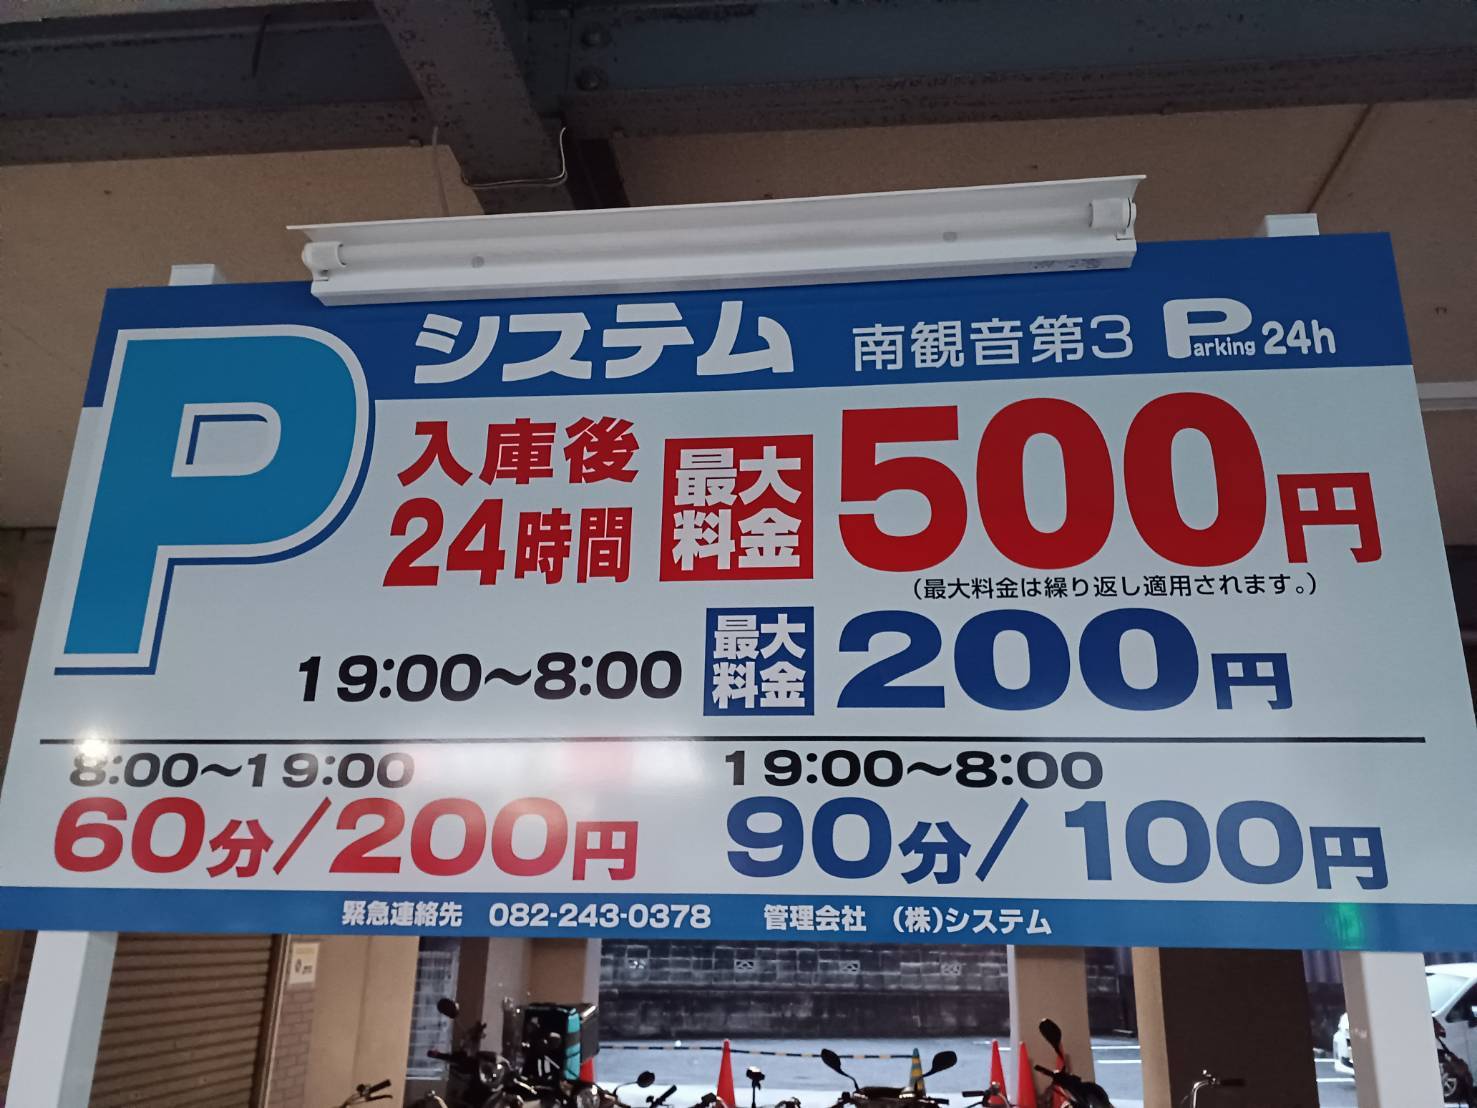 P システム 南観音第3 Parking 24h
入庫後 24時間 最大料金 500円
(最大料金は繰り返し適用されます。)
19:00～8:00 最大料金 200円
8:00～19:00
60分/200円
19:00～8:00
90分/100円
緊急連絡先 082-243-0378 管理会社 (株)システム